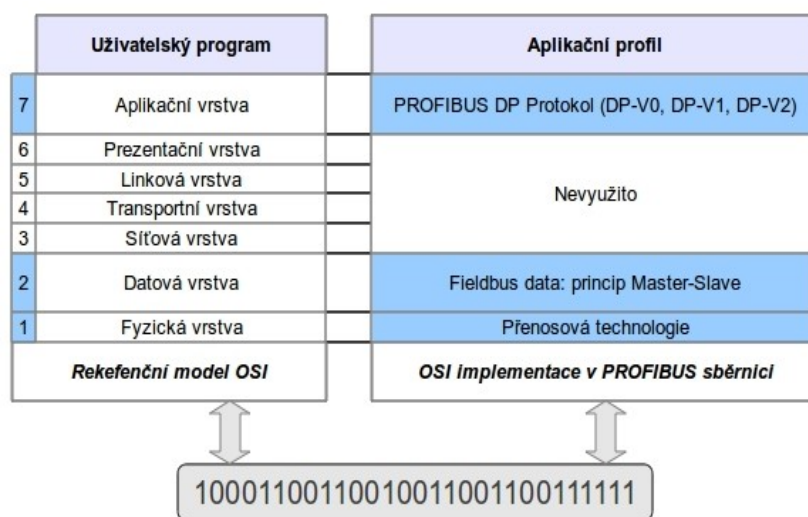 Uživatelský program
Aplikační profil
7 Aplikační vrstva PROFIBUS DP Protokol (DP-V0, DP-V1, DP-V2)
6 Prezentační vrstva
5 Linková vrstva
Nevyužito
4 Transportní vrstva
3 Síťová vrstva
2 Datová vrstva Fieldbus data: princip Master-Slave
1 Fyzická vrstva Přenosová technologie
Rekefenční model OSI
OSI implementace v PROFIBUS sběrnici
1000110011001001100110011111​1